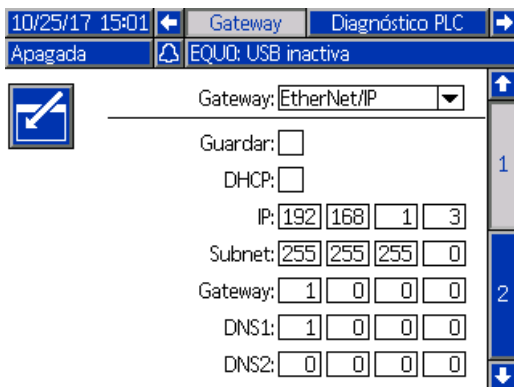 10/25/17 15:01 Gateway Diagnóstico PLC
Apagada EQU0: USB inactiva
Gateway: EtherNet/IP
Guardar:
DHCP:
IP: 192 168 1 3
Subnet: 255 255 255 0
Gateway: 1 0 0 0
DNS1: 1 0 0 0
DNS2: 0 0 0 0
1
2